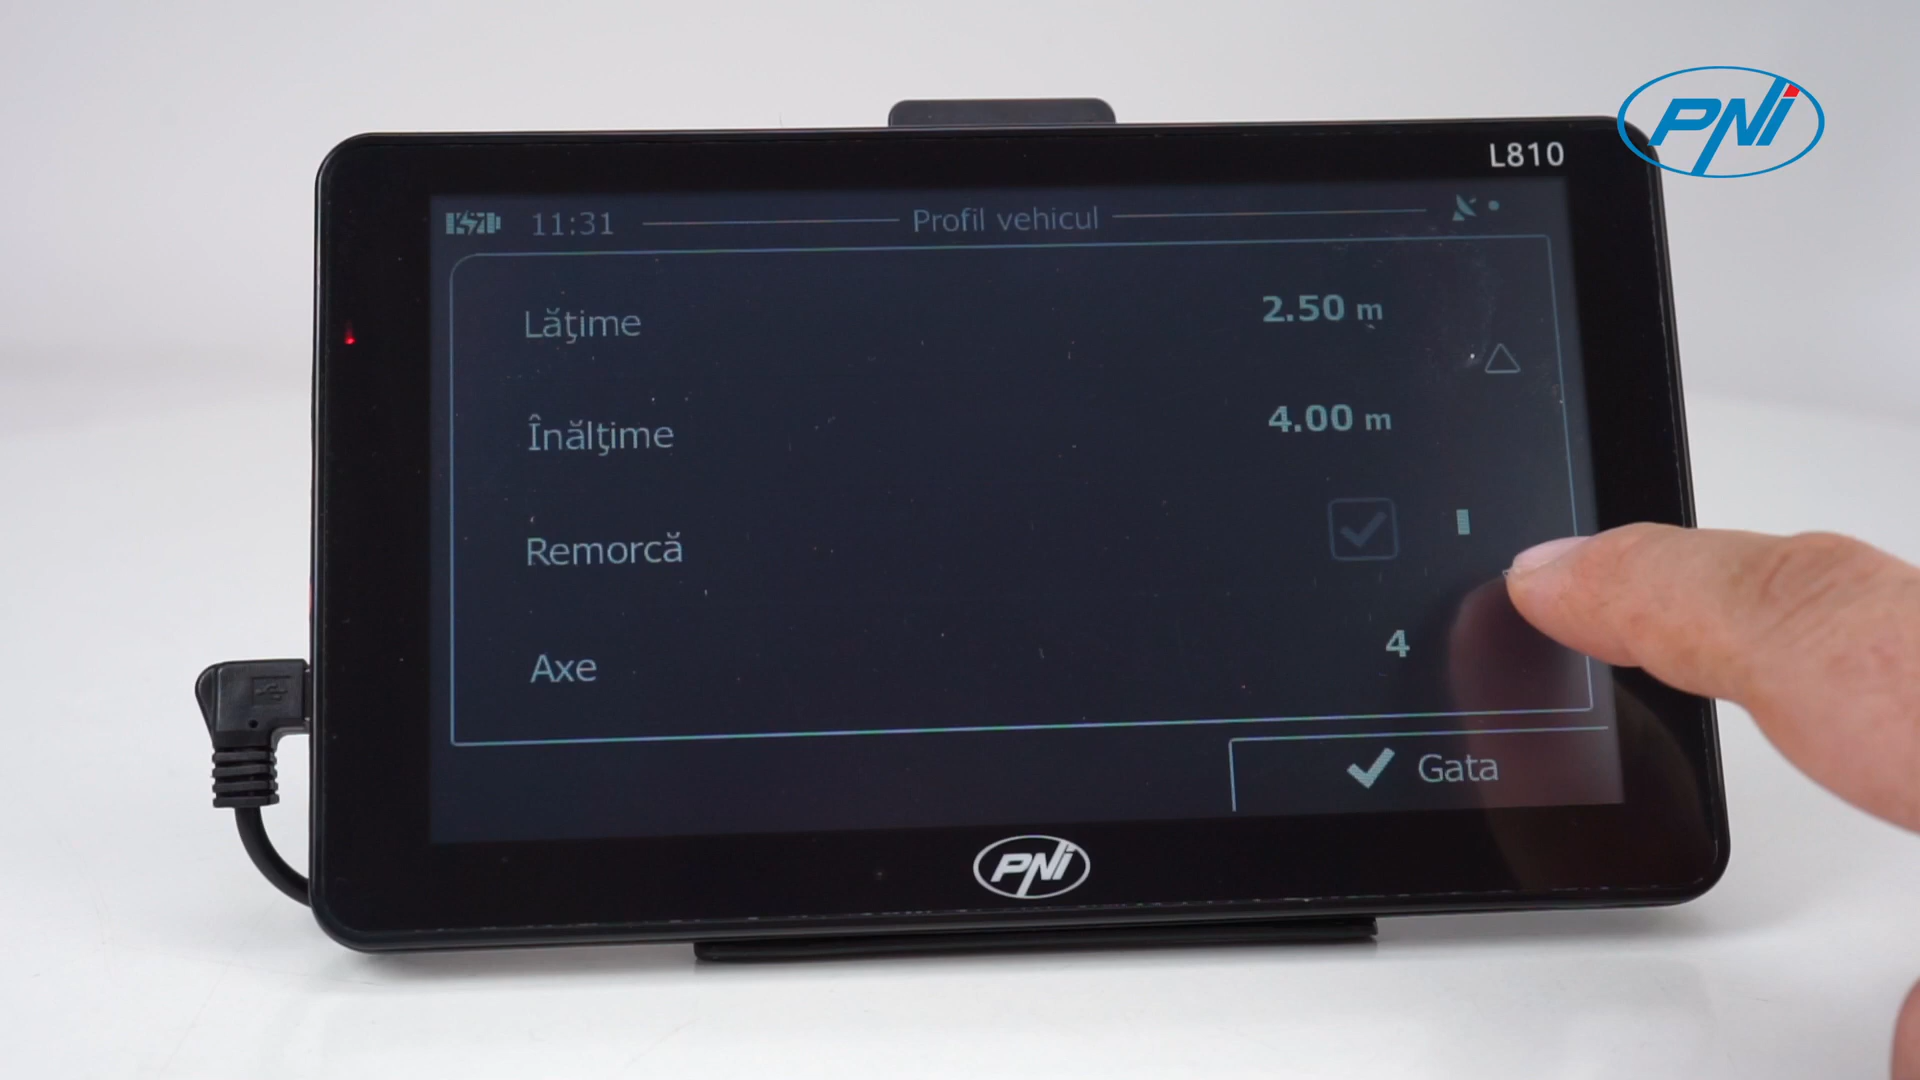 PNI
L810
11:31 Profil vehicul
Lăţime 2.50 m
Înălţime 4.00 m
Remorcă
Axe 4
Gata
PNI